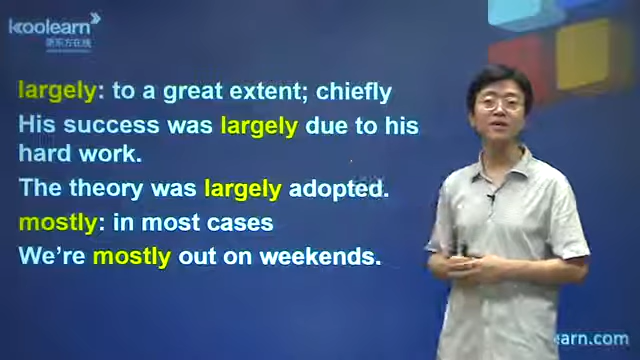 koolearn
新东方在线
largely: to a great extent; chiefly
His success was largely due to his
hard work.
The theory was largely adopted.
mostly: in most cases
We're mostly out on weekends.
earn.com